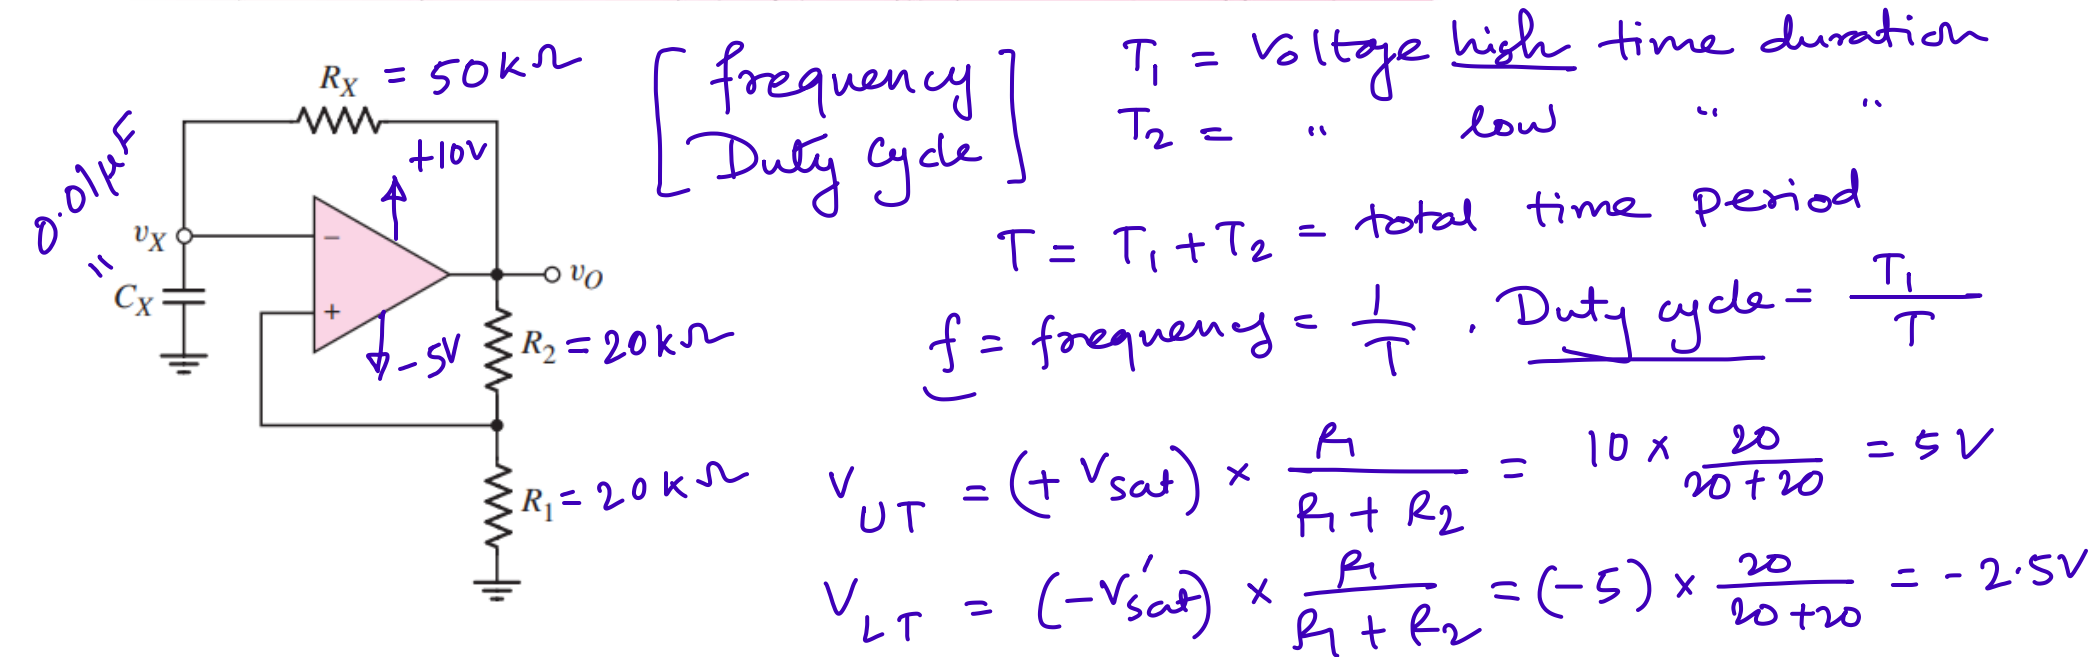 R_X = 50KΩ
0.01μF
=
C_X
v_X
+10V
-5V
−
+
v_O
R_2 = 20KΩ
R_1 = 20KΩ
[frequency
Duty cycle]
T_1 = Voltage high time duration
T_2 = " low " "
T = T_1 + T_2 = total time period
f = frequency = 1/T . Duty cycle = T_1/T
V_UT = (+V_sat) × R_1/(R_1 + R_2) = 10 × 20/(20+20) = 5V
V_LT = (-V'_sat) × R_1/(R_1 + R_2) = (-5) × 20/(20+20) = -2.5V